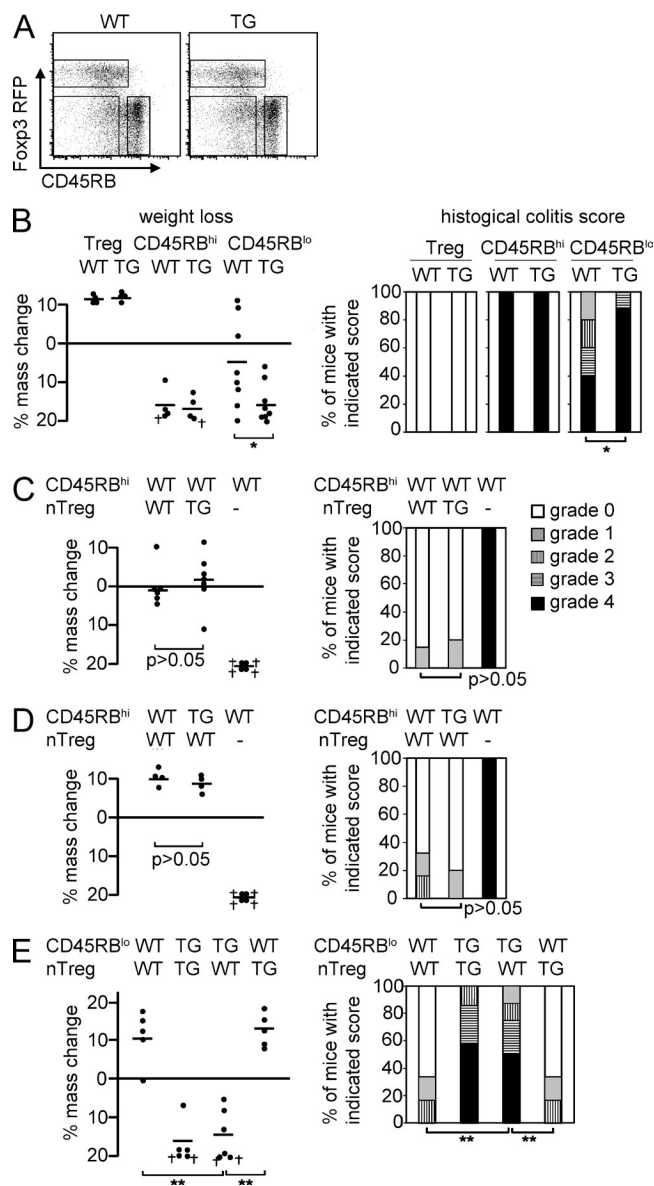 A
WT TG
Foxp3 RFP
CD45RB
B
weight loss
Treg CD45RBhi CD45RBlo
WT TG WT TG WT TG
% mass change
10
0
10
20
† †
*
histogical colitis score
Treg CD45RBhi CD45RBlo
WT TG WT TG WT TG
% of mice with
indicated score
100
80
60
40
20
0
*
C
CD45RBhi WT WT WT
nTreg WT TG -
% mass change
10
0
10
20
p>0.05
†† ††
CD45RBhi WT WT WT
nTreg WT TG -
% of mice with
indicated score
100
80
60
40
20
0
p>0.05
grade 0
grade 1
grade 2
grade 3
grade 4
D
CD45RBhi WT TG WT
nTreg WT WT -
% mass change
10
0
10
20
p>0.05
†† ††
CD45RBhi WT TG WT
nTreg WT WT -
% of mice with
indicated score
100
80
60
40
20
0
p>0.05
E
CD45RBlo WT TG TG WT
nTreg WT TG WT TG
% mass change
20
10
0
10
20
† † † †
** **
CD45RBlo WT TG TG WT
nTreg WT TG WT TG
% of mice with
indicated score
100
80
60
40
20
0
** **